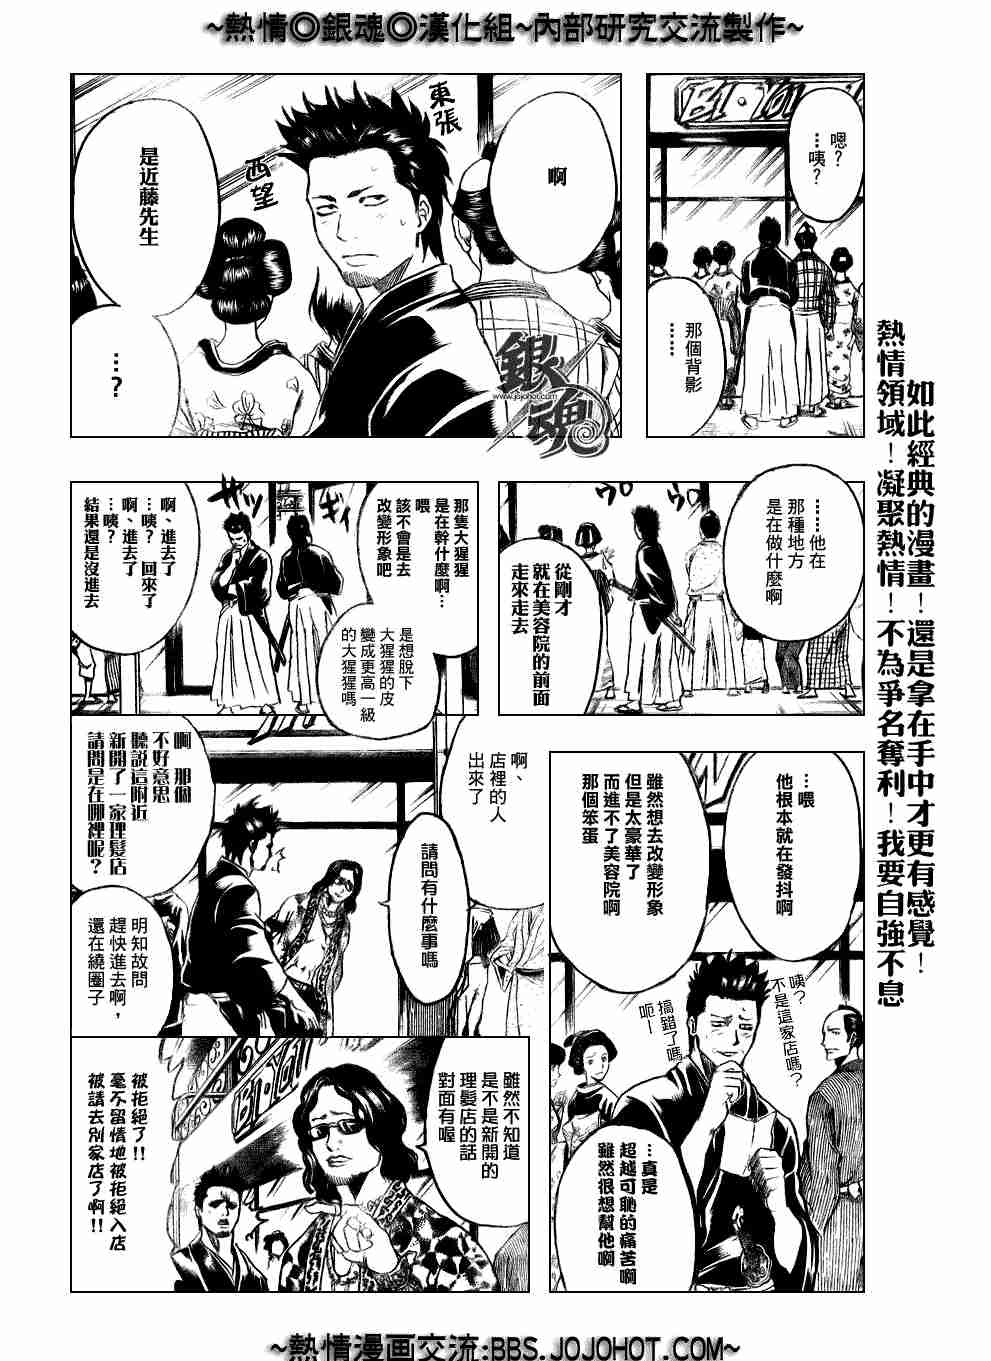 ~熱情◎銀魂◎漢化組~內部研究交流製作~
BI·YOU
嗯?
…咦?
那個背影
……
啊
東張
西望
是近藤先生
…?
銀魂
www.jojohot.com
如此經典的漫畫!還是拿在手中才更有感覺!
熱情領域!凝聚熱情!不為爭名奪利!我要自強不息
……他在
那種地方
是在做什麼啊
ウロ
ウロ
從剛才
就在美容院的前面
走來走去
那隻大猩猩
是在幹什麼啊…
喂
該不會是去
改變形象吧
是想脫下
大猩猩的皮
變成更高一級
的大猩猩嗎
ギィ
ザッ
啊、進去了
…咦? 回來了
啊、進去了
…咦?
結果還是沒進去
…喂
他根本就在發抖啊
雖然想去改變形象
但是太豪華了
而進不了美容院啊
那個笨蛋
咦?
不是這家店嗎?
搞錯了嗎
呃—
…真是
超越可恥的痛苦啊
雖然很想幫他啊
啊、
店裡的人
出來了
請問有什麼事嗎
啊 那個
不好意思
聽説這附近
新開了一家理髮店
請問是在哪裡呢?
明知故問
趕快進去啊,
還在繞圈子
雖然不知道
是不是新開的
理髮店的話
對面有喔
BI·YOU
被拒絕了!!
毫不留情地被拒絕入店
被請去別家店了啊!!
~熱情漫画交流:BBS.JOJOHOT.COM~